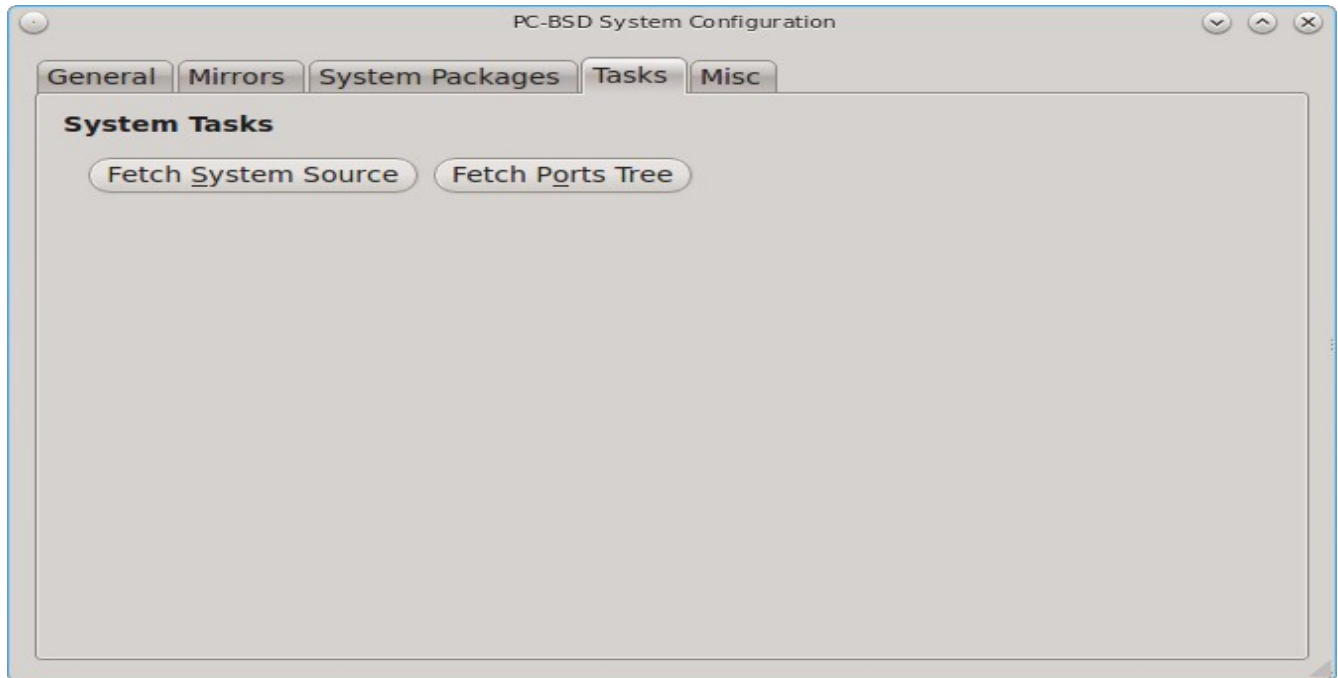 PC-BSD System Configuration
General Mirrors System Packages Tasks Misc
System Tasks
Fetch System Source Fetch Ports Tree